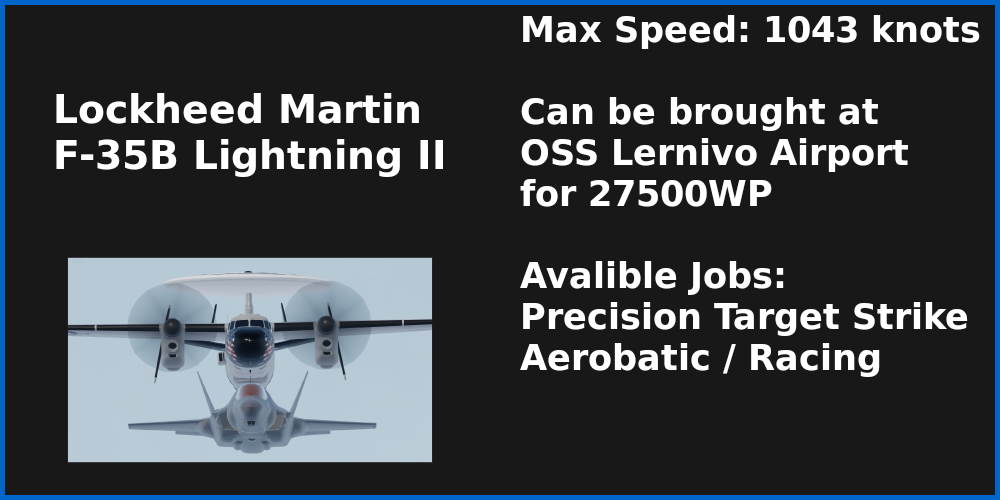 Lockheed Martin
F-35B Lightning II
Max Speed: 1043 knots
Can be brought at
OSS Lernivo Airport
for 27500WP
Avalible Jobs:
Precision Target Strike
Aerobatic / Racing